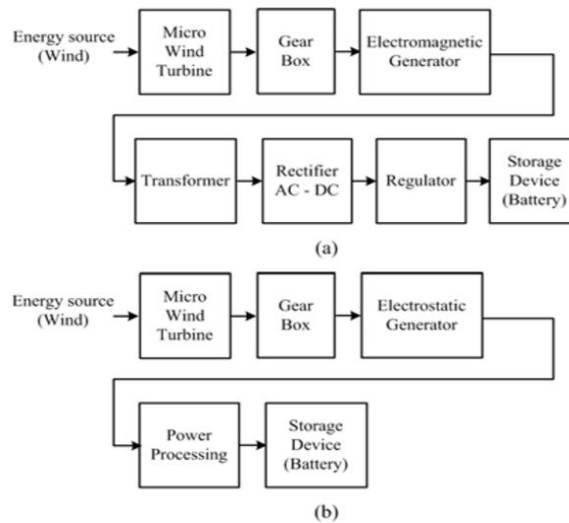 Energy source
(Wind)
Micro
Wind
Turbine
Gear
Box
Electromagnetic
Generator
Transformer
Rectifier
AC - DC
Regulator
Storage
Device
(Battery)
(a)
Energy source
(Wind)
Micro
Wind
Turbine
Gear
Box
Electrostatic
Generator
Power
Processing
Storage
Device
(Battery)
(b)